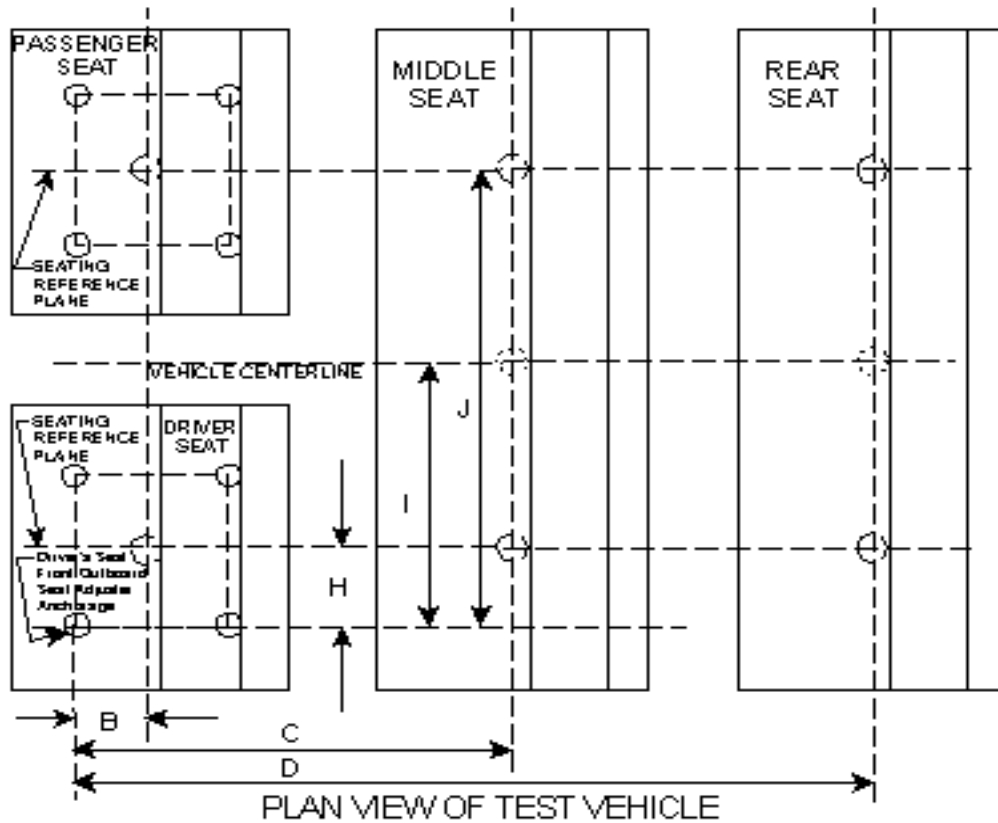 PASSENGER
SEAT
MIDDLE
SEAT
REAR
SEAT
SEATING
REFERENCE
PLANE
VEHICLE CENTERLINE
J
SEATING
REFERENCE
PLANE
DRIVER
SEAT
I
Driver's Seat
Front Outboard
Seat Adjuster
Anchorage
H
B
C
D
PLAN VIEW OF TEST VEHICLE